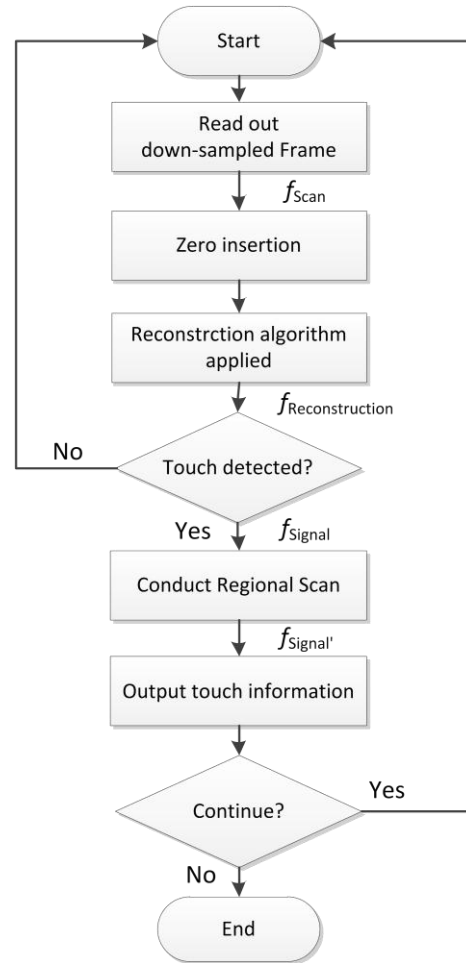 Start
Read out
down-sampled Frame
fScan
Zero insertion
Reconstrction algorithm
applied
fReconstruction
No
Touch detected?
Yes
fSignal
Conduct Regional Scan
fSignal'
Output touch information
Yes
Continue?
No
End